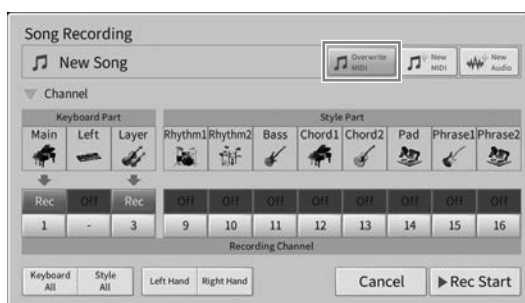 Song Recording
New Song
Overwrite MIDI
New MIDI
New Audio
Channel
Keyboard Part
Style Part
Main Left Layer Rhythm1 Rhythm2 Bass Chord1 Chord2 Pad Phrase1 Phrase2
Rec Off Rec Off Off Off Off Off Off Off Off
1 - 3 9 10 11 12 13 14 15 16
Recording Channel
Keyboard All
Style All
Left Hand
Right Hand
Cancel
Rec Start